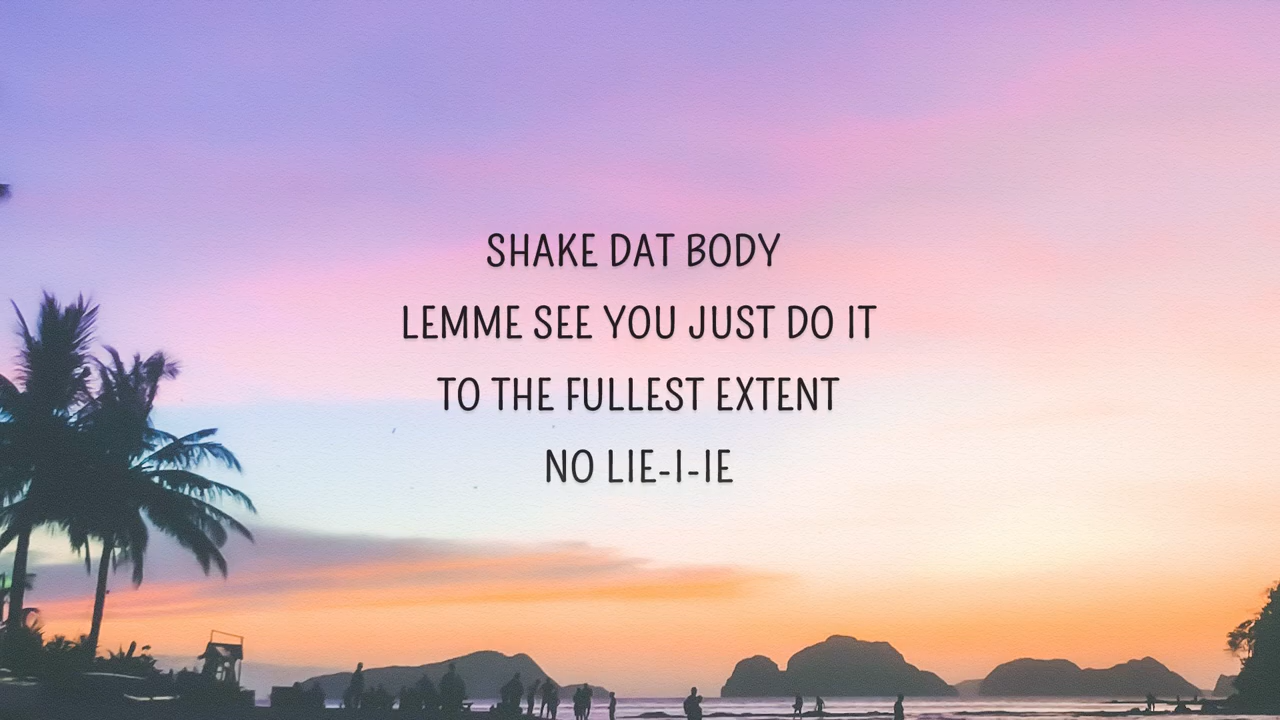 SHAKE DAT BODY
LEMME SEE YOU JUST DO IT
TO THE FULLEST EXTENT
NO LIE-I-IE